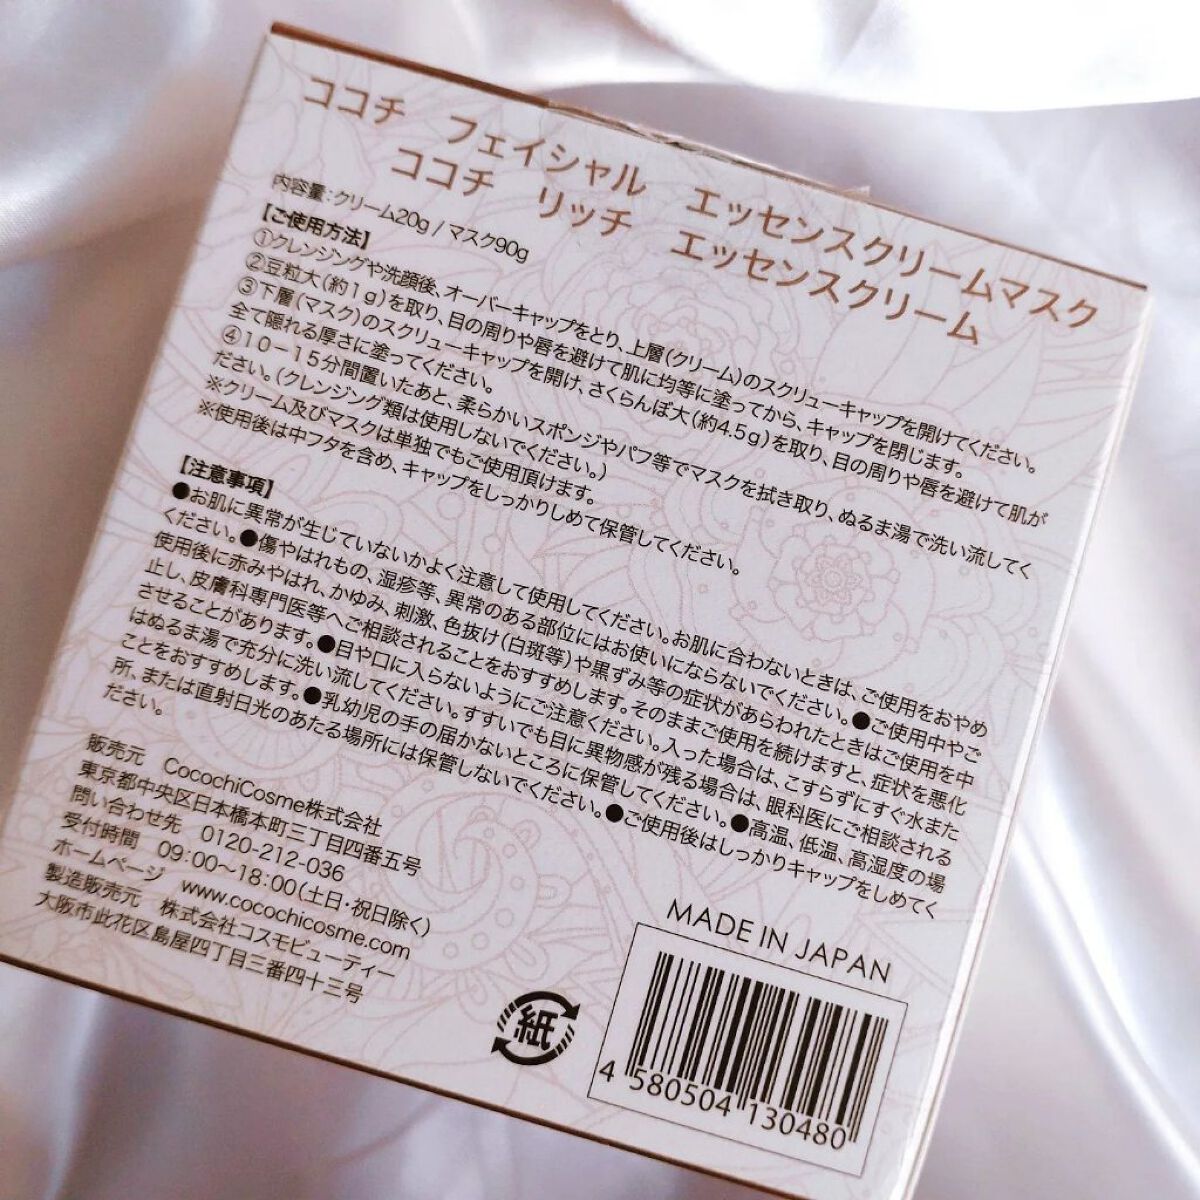 ココチ　フェイシャル　エッセンスクリームマスク
ココチ　リッチ　エッセンスクリーム
内容量：クリーム20g / マスク90g
【ご使用方法】
①クレンジングや洗顔後、オーバーキャップをとり、上層(クリーム)のスクリューキャップを開けてください。
②豆粒大(約1g)を取り、目の周りや唇を避けて肌に均等に塗ってから、キャップを閉じます。
③下層(マスク)のスクリューキャップを開け、さくらんぼ大(約4.5g)を取り、目の周りや唇を避けて肌が
全て隠れる厚さに塗ってください。
④10−15分間置いたあと、柔らかいスポンジやパフ等でマスクを拭き取り、ぬるま湯で洗い流してく
ださい。(クレンジング類は使用しないでください。)
※クリーム及びマスクは単独でもご使用頂けます。
※使用後は中フタを含め、キャップをしっかりしめて保管してください。
【注意事項】
●お肌に異常が生じていないかよく注意して使用してください。お肌に合わないときは、ご使用をおやめ
ください。●傷やはれもの、湿疹等、異常のある部位にはお使いにならないでください。●ご使用中やご
使用後に赤みやはれ、かゆみ、刺激、色抜け(白斑等)や黒ずみ等の症状があらわれたときはご使用を中
止し、皮膚科専門医等へご相談されることをおすすめします。そのままご使用を続けますと、症状を悪化
させることがあります。●目や口に入らないようにご注意ください。入った場合は、こすらずにすぐ水また
はぬるま湯で充分に洗い流してください。すすいでも目に異物感が残る場合は、眼科医にご相談される
ことをおすすめします。●乳幼児の手の届かないところに保管してください。●高温、低温、高湿度の場
所、または直射日光のあたる場所には保管しないでください。●ご使用後はしっかりキャップをしめてく
ださい。
販売元　CocochiCosme株式会社
東京都中央区日本橋本町三丁目四番五号
問い合わせ先　0120-212-036
受付時間　09:00〜18:00(土日・祝日除く)
ホームページ　www.cocochicosme.com
製造販売元　株式会社コスモビューティー
大阪市此花区島屋四丁目三番四十三号
MADE IN JAPAN
紙
4 580504 130480